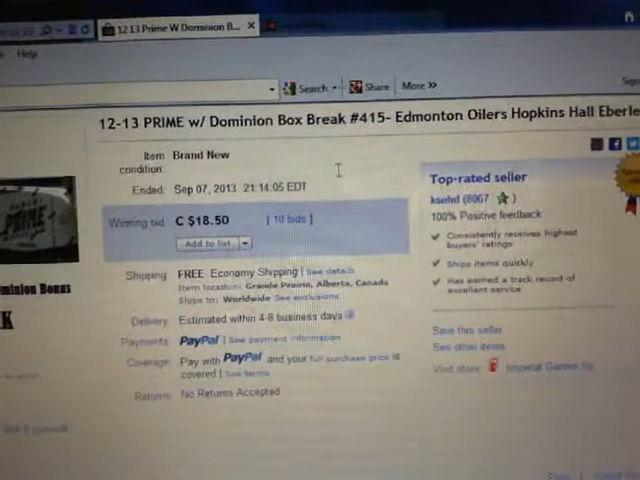 12-13 Prime W Dominion B...
Help
Search
Share
More »
Sign
12-13 PRIME w/ Dominion Box Break #415- Edmonton Oilers Hopkins Hall Eberle
Item condition: Brand New
Ended: Sep 07, 2013 21:14:05 EDT
Winning bid: C $18.50 [ 10 bids ]
Add to list
Shipping: FREE Economy Shipping | See details
Item location: Grande Prairie, Alberta, Canada
Ships to: Worldwide See exclusions
Delivery: Estimated within 4-8 business days
Payments: PayPal | See payment information
Coverage: Pay with PayPal and your full purchase price is covered | See terms
Returns: No Returns Accepted
Top-rated seller
ksehd (8067 )
100% Positive feedback
Consistently receives highest buyers' ratings
Ships items quickly
Has earned a track record of excellent service
Save this seller
See other items
Visit store: Imperial Garden Sp
PRIME
minion Bonus
K